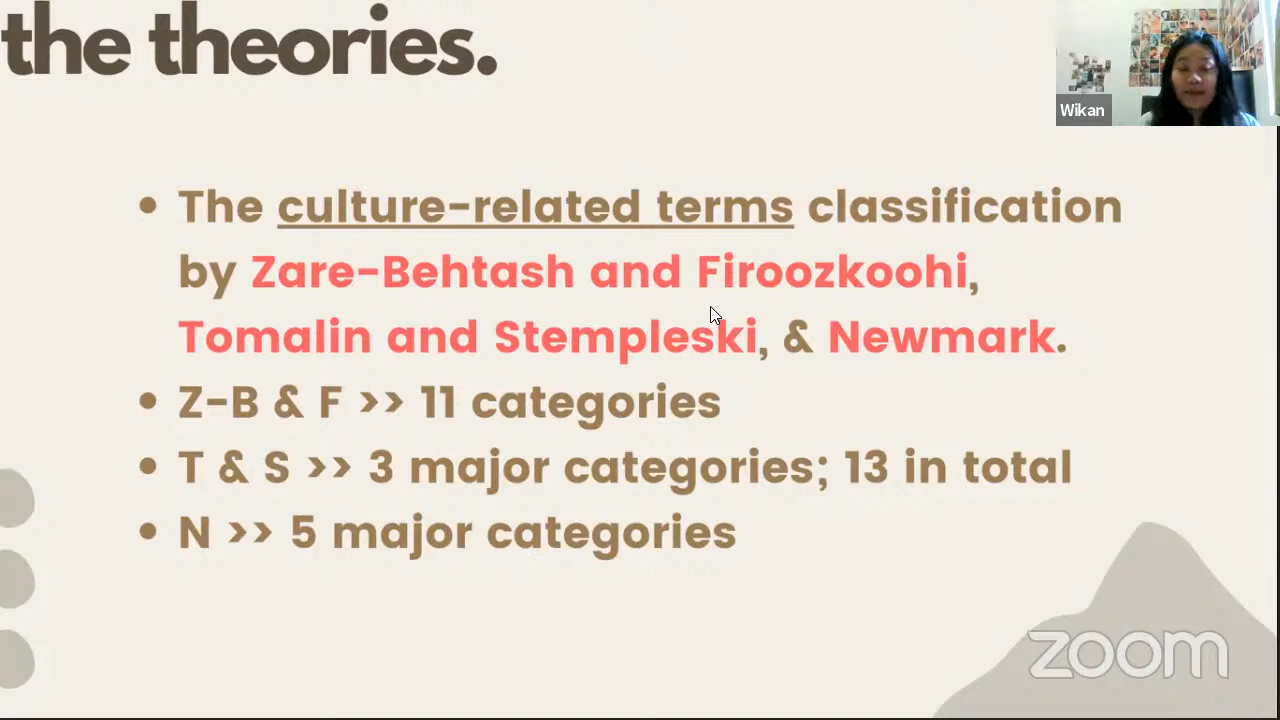 the theories.
Wikan
• The culture-related terms classification
by Zare-Behtash and Firoozkoohi,
Tomalin and Stempleski, & Newmark.
• Z-B & F >> 11 categories
• T & S >> 3 major categories; 13 in total
• N >> 5 major categories
zoom